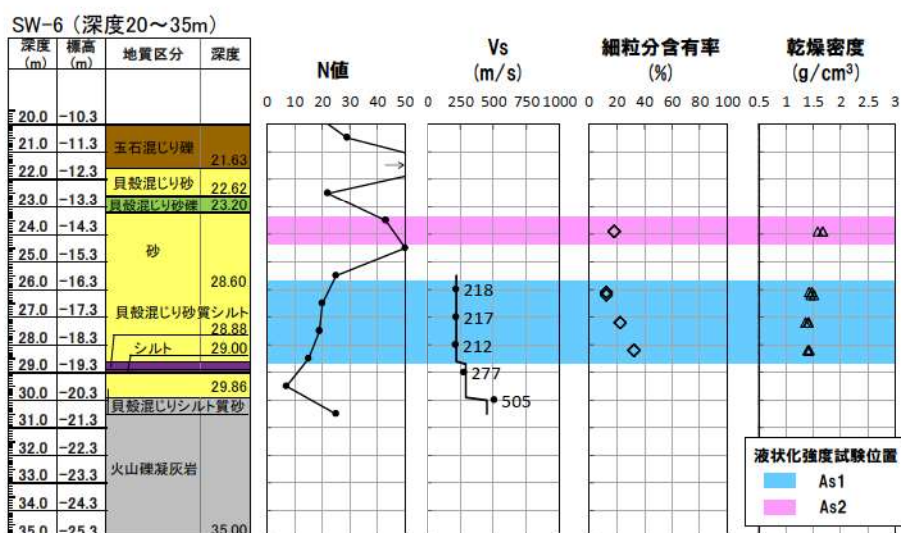 SW-6（深度20～35m）
深度 標高 地質区分 深度
(m) (m)
N値
Vs
(m/s)
細粒分含有率
(%)
乾燥密度
(g/cm³)
0 10 20 30 40 50
0 250 500 750 1000
0 20 40 60 80 100
0.5 1 1.5 2 2.5 3
20.0 -10.3
21.0 -11.3
22.0 -12.3
23.0 -13.3
24.0 -14.3
25.0 -15.3
26.0 -16.3
27.0 -17.3
28.0 -18.3
29.0 -19.3
30.0 -20.3
31.0 -21.3
32.0 -22.3
33.0 -23.3
34.0 -24.3
35.0 -25.3
玉石混じり礫 21.63
貝殻混じり砂 22.62
貝殻混じり砂礫 23.20
砂
28.60
貝殻混じり砂質シルト
28.88
シルト 29.00
29.86
貝殻混じりシルト質砂
火山礫凝灰岩
35.00
218
217
212
277
505
液状化強度試験位置
As1
As2